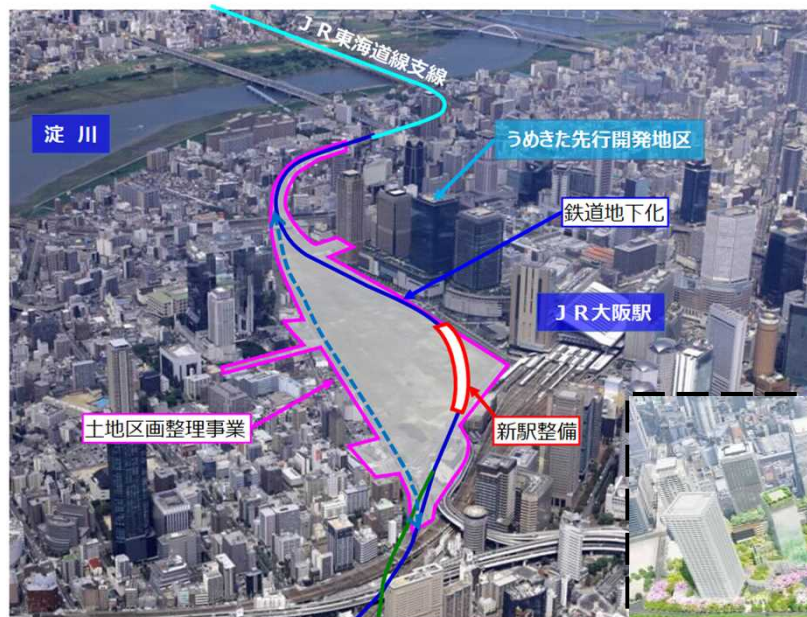 JR東海道線支線
淀 川
うめきた先行開発地区
鉄道地下化
JR大阪駅
土地区画整理事業
新駅整備